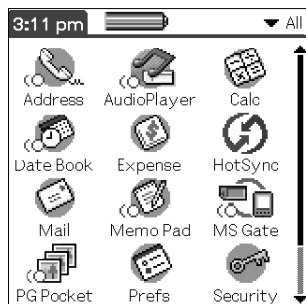 3:11 pm All
Address AudioPlayer Calc
Date Book Expense HotSync
Mail Memo Pad MS Gate
PG Pocket Prefs Security